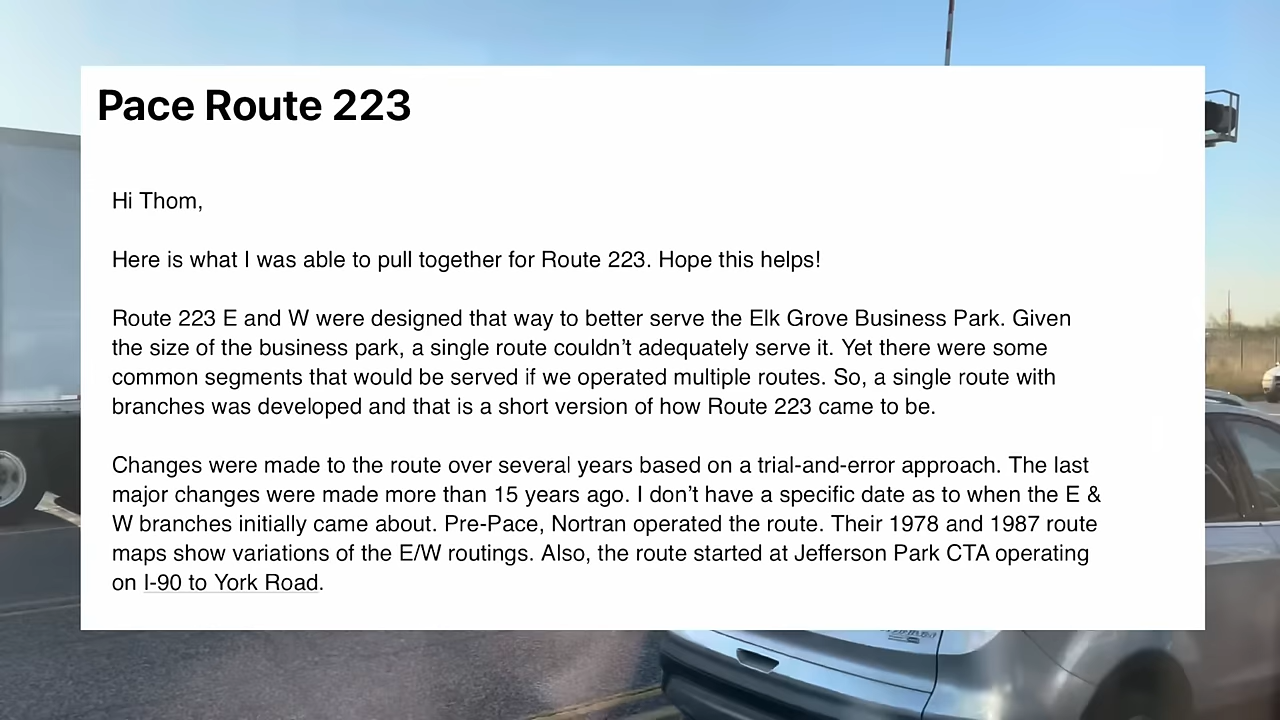 Pace Route 223
Hi Thom,
Here is what I was able to pull together for Route 223. Hope this helps!
Route 223 E and W were designed that way to better serve the Elk Grove Business Park. Given
the size of the business park, a single route couldn’t adequately serve it. Yet there were some
common segments that would be served if we operated multiple routes. So, a single route with
branches was developed and that is a short version of how Route 223 came to be.
Changes were made to the route over several years based on a trial-and-error approach. The last
major changes were made more than 15 years ago. I don’t have a specific date as to when the E &
W branches initially came about. Pre-Pace, Nortran operated the route. Their 1978 and 1987 route
maps show variations of the E/W routings. Also, the route started at Jefferson Park CTA operating
on I-90 to York Road.